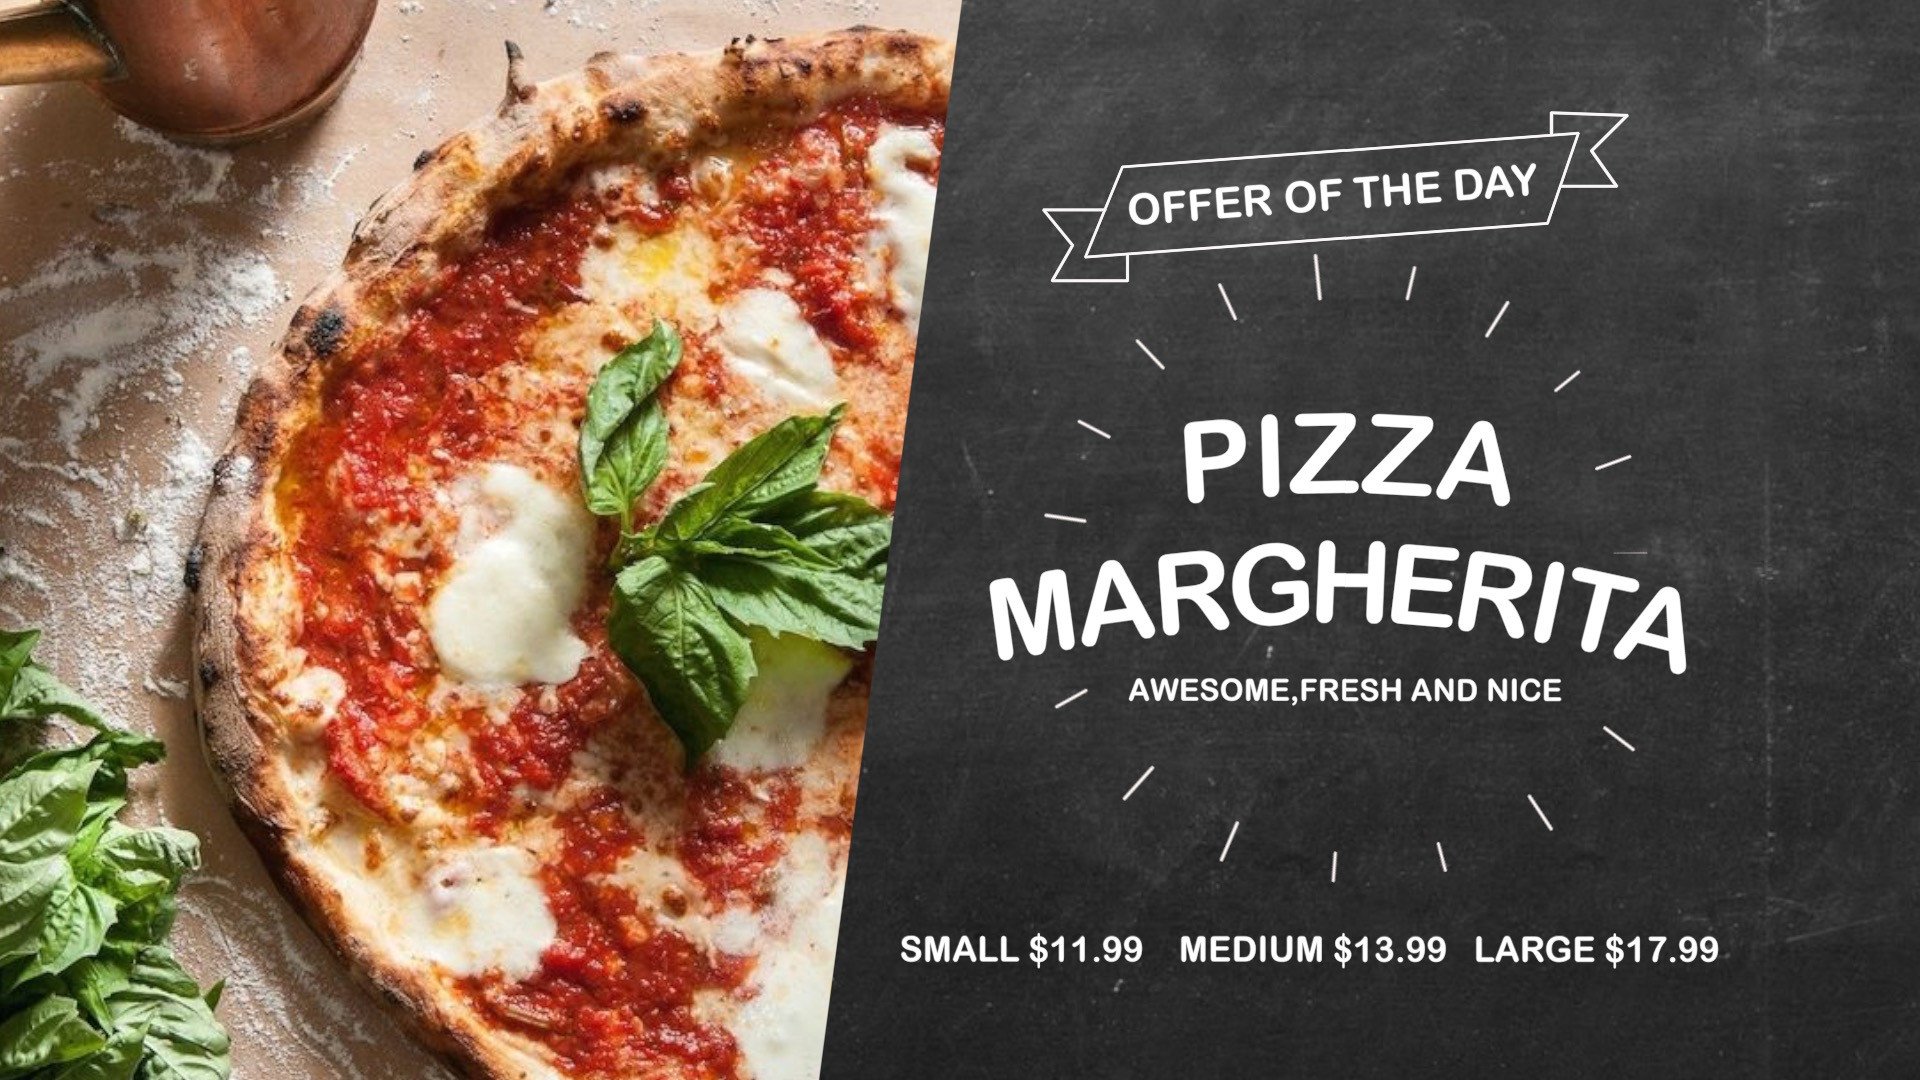 OFFER OF THE DAY
PIZZA
MARGHERITA
AWESOME,FRESH AND NICE
SMALL $11.99 MEDIUM $13.99 LARGE $17.99